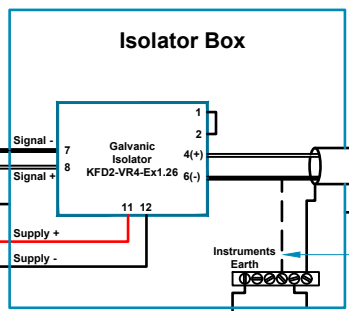 Isolator Box
1
2
Signal -
7
Galvanic
Isolator
KFD2-VR4-Ex1.26
4(+)
8
Signal +
6(-)
11 12
Supply +
Supply -
Instruments
Earth